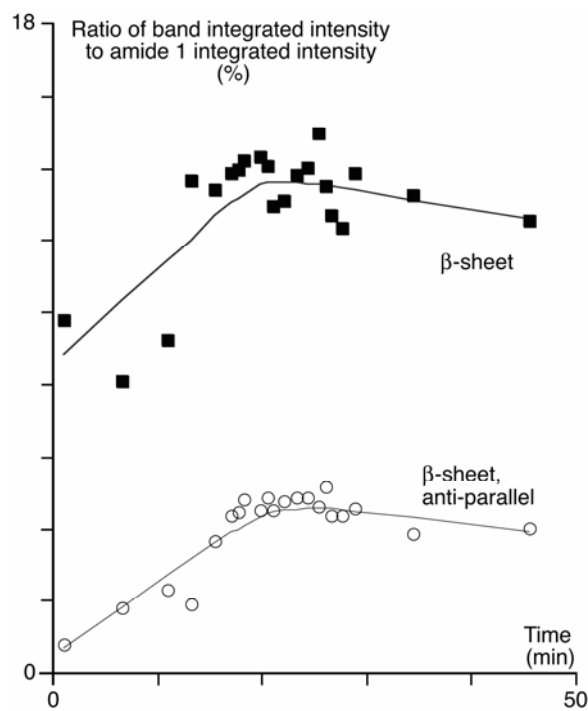 18
Ratio of band integrated intensity
to amide 1 integrated intensity
(%)
β-sheet
β-sheet,
anti-parallel
Time
(min)
0
0
50